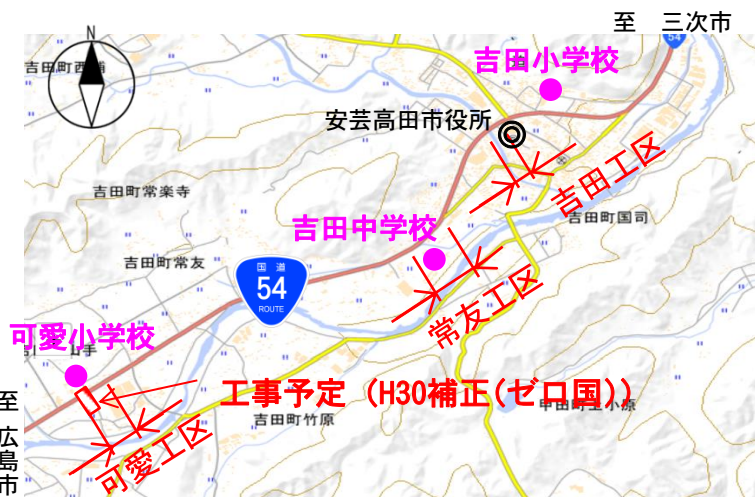 至 三次市
54
N
吉田小学校
安芸高田市役所
吉田工区
吉田町常楽寺
吉田中学校
吉田町国司
吉田町常友
国道
54
ROUTE
常友工区
可愛小学校
山手
工事予定（H30補正（ゼロ国））
至 広島市
吉田町竹原
可愛工区